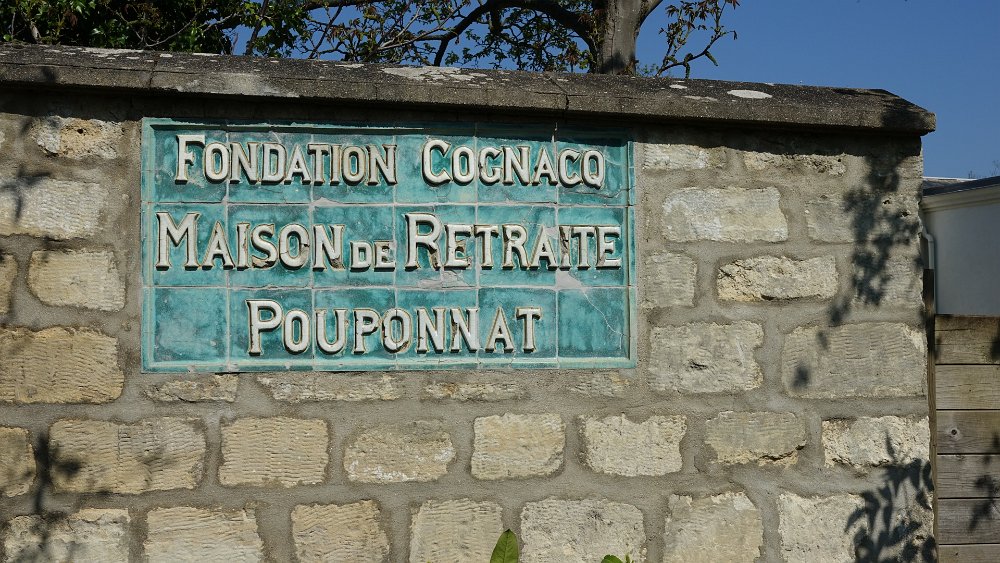 FONDATION COGNACQ
MAISON DE RETRAITE
POUPONNAT